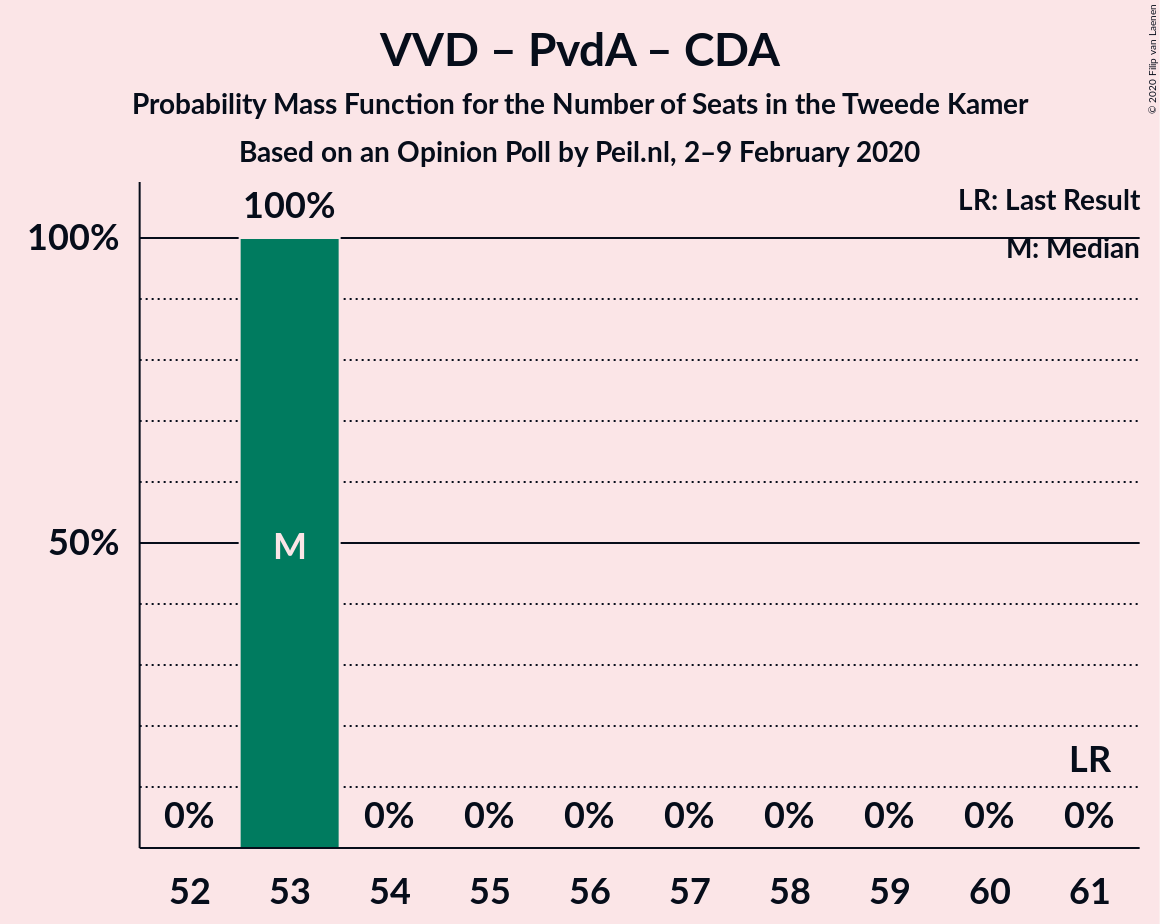 VVD – PvdA – CDA
Probability Mass Function for the Number of Seats in the Tweede Kamer
Based on an Opinion Poll by Peil.nl, 2–9 February 2020
© 2020 Filip van Laenen
LR: Last Result
M: Median
100%
100%
50%
M
LR
0% 0% 0% 0% 0% 0% 0% 0% 0%
52 53 54 55 56 57 58 59 60 61